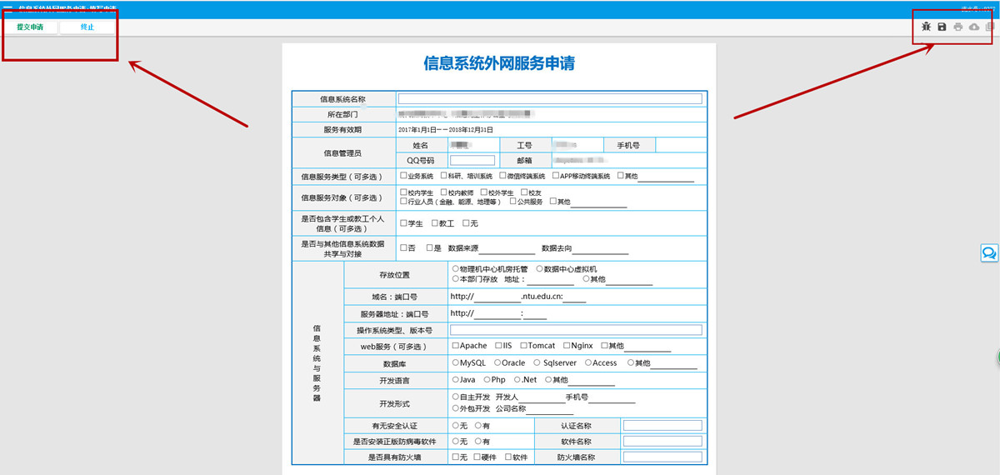 信息系统外网服务申请-填写申请
提交申请 终止
信息系统外网服务申请
信息系统名称
所在部门
服务有效期 2017年1月1日－－2018年12月31日
信息管理员 姓名 工号 手机号
QQ号码 邮箱
信息服务类型（可多选） 业务系统 科研、培训系统 微信终端系统 APP移动终端系统 其他
信息服务对象（可多选） 校内学生 校内教师 校外学生 校友
行业人员（金融、能源、地理等） 公共服务 其他
是否包含学生或教工个人
信息（可多选） 学生 教工 无
是否与其他信息系统数据
共享与对接 否 是 数据来源 数据去向
信息系统与服务器
存放位置 物理机中心机房托管 数据中心虚拟机
本部门存放 地址： 其他
域名：端口号 http:// .ntu.edu.cn:
服务器地址：端口号 http:// :
操作系统类型、版本号
web服务（可多选） Apache IIS Tomcat Nginx 其他
数据库 MySQL Oracle Sqlserver Access 其他
开发语言 Java Php .Net 其他
开发形式 自主开发 开发人 手机号
外包开发 公司名称
有无安全认证 无 有 认证名称
是否安装正版防病毒软件 无 有 软件名称
是否具有防火墙 无 硬件 软件 防火墙名称